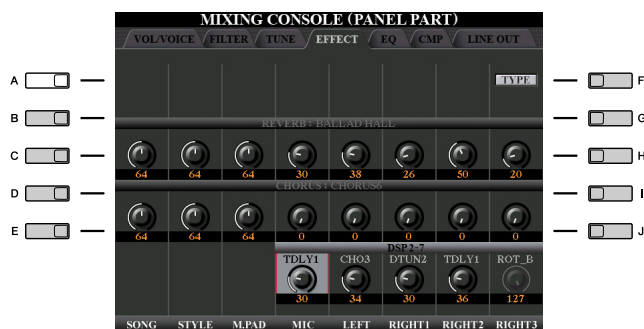 MIXING CONSOLE (PANEL PART)
VOL/VOICE FILTER TUNE EFFECT EQ CMP LINE OUT
A F
TYPE
B G
REVERB : BALLAD HALL
C H
64 64 64 30 38 26 50 20
D I
CHORUS : CHORUS6
E J
64 64 64 0 0 0 0 0
DSP 2-7
TDLY1 CHO3 DTUN2 TDLY1 ROT_B
30 34 30 36 127
SONG STYLE M.PAD MIC LEFT RIGHT1 RIGHT2 RIGHT3